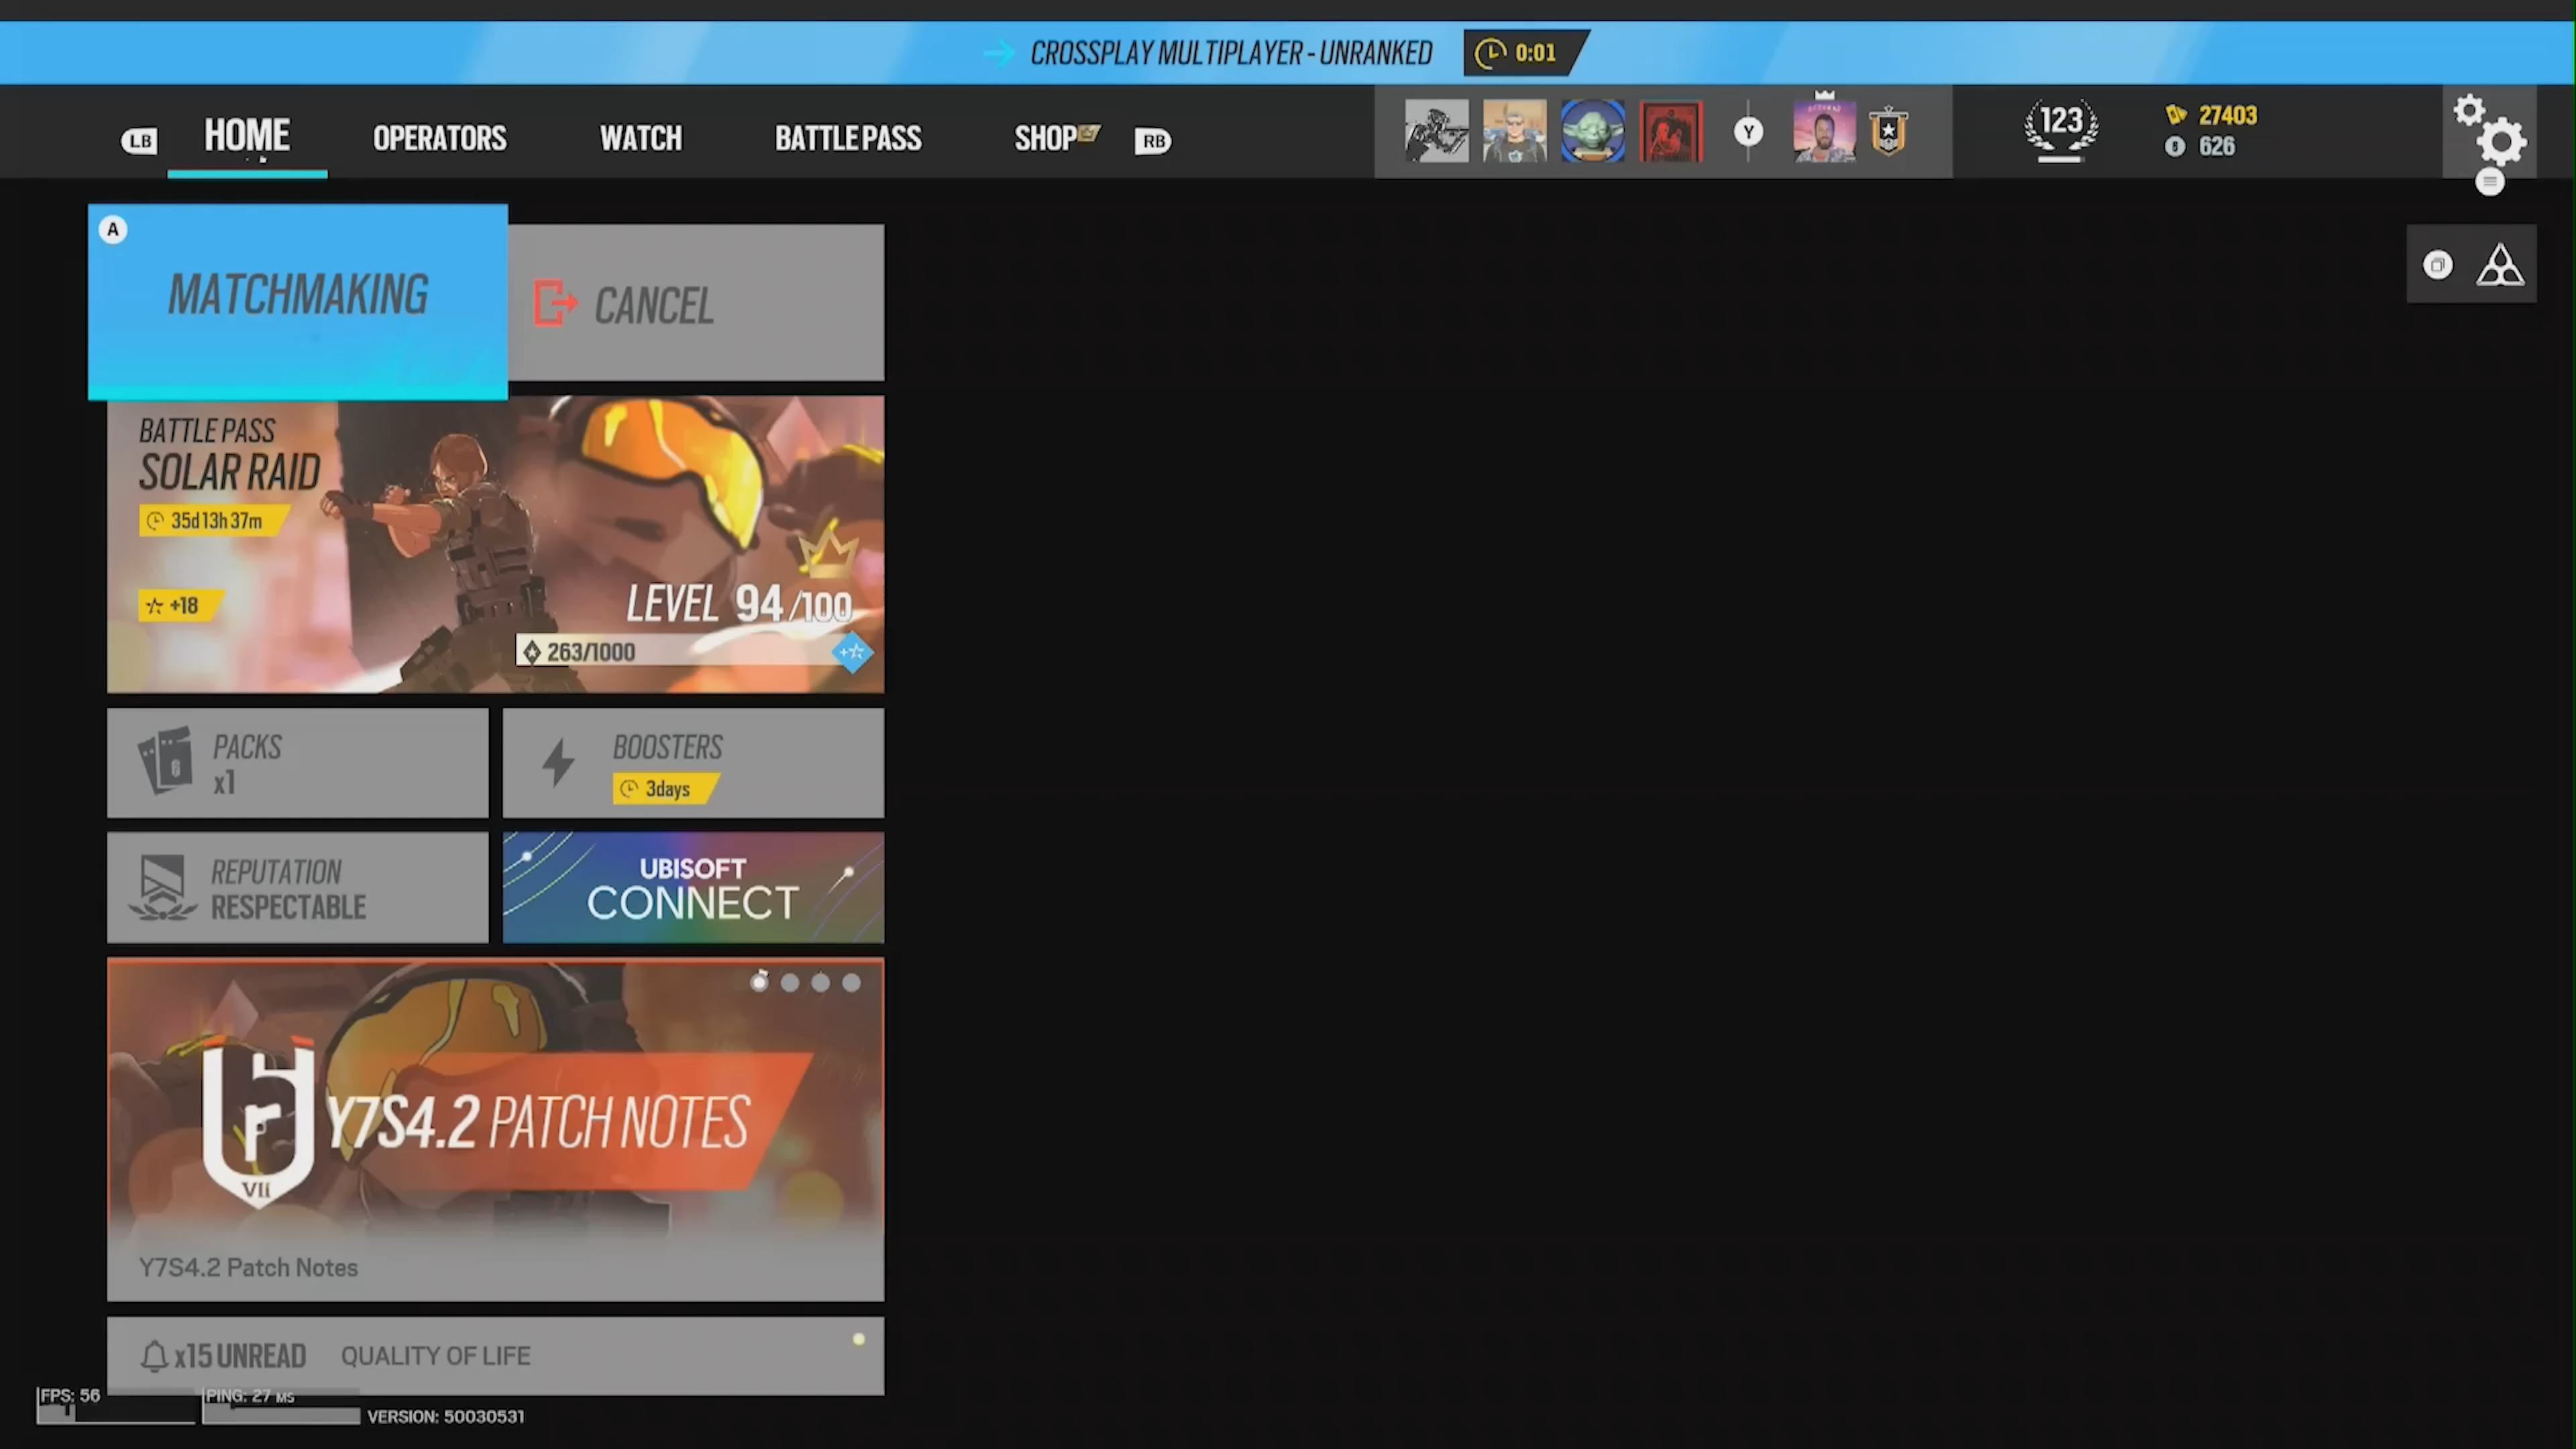 CROSSPLAY MULTIPLAYER - UNRANKED 0:01
LB HOME OPERATORS WATCH BATTLE PASS SHOP RB
Y
123
27403
626
A
MATCHMAKING
CANCEL
BATTLE PASS
SOLAR RAID
35d 13h 37m
+18
LEVEL 94/100
263/1000
PACKS
x1
BOOSTERS
3days
REPUTATION
RESPECTABLE
UBISOFT
CONNECT
Y7S4.2 PATCH NOTES
VII
Y7S4.2 Patch Notes
x15 UNREAD QUALITY OF LIFE
FPS: 56 PING: 27 MS
VERSION: 50030531